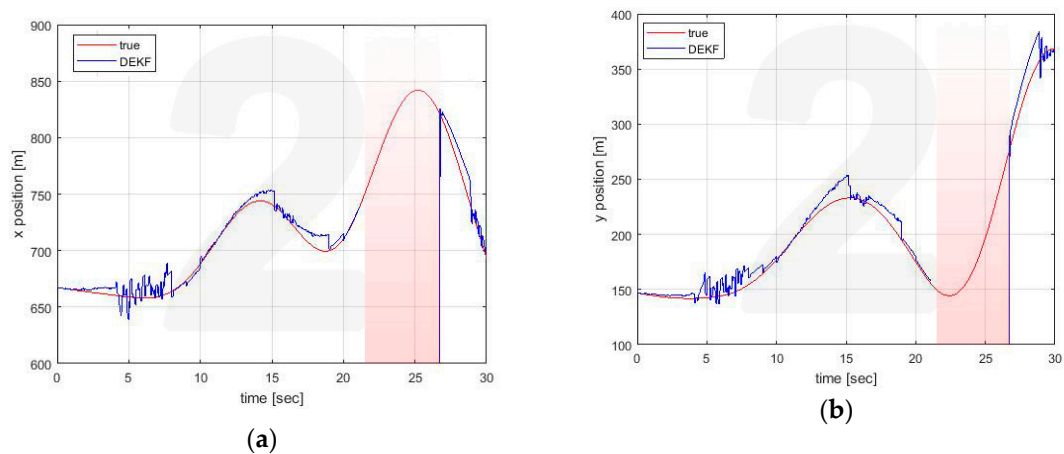 900
850
800
750
700
650
600
x position [m]
true
DEKF
2
0 5 10 15 20 25 30
time [sec]
(a)
400
350
300
250
200
150
100
y position [m]
true
DEKF
2
0 5 10 15 20 25 30
time [sec]
(b)